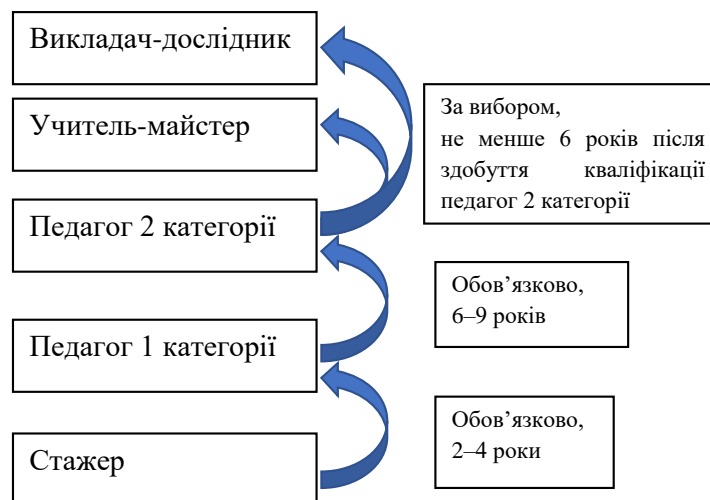 Викладач-дослідник
Учитель-майстер
За вибором,
не менше 6 років після
здобуття кваліфікації
педагог 2 категорії
Педагог 2 категорії
Обов’язково,
6–9 років
Педагог 1 категорії
Обов’язково,
2–4 роки
Стажер